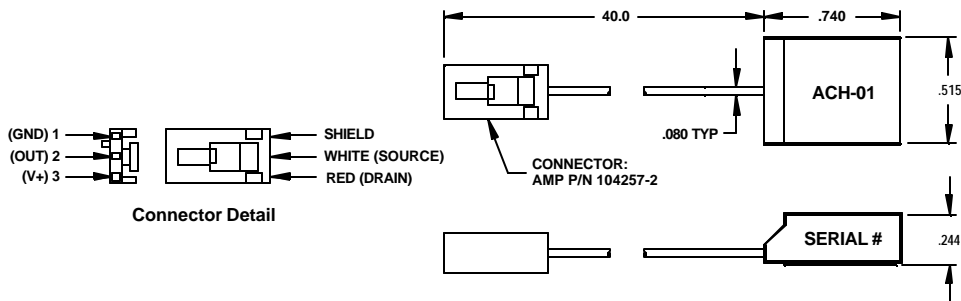 40.0
.740
ACH-01
.515
.080 TYP
CONNECTOR:
AMP P/N 104257-2
(GND) 1
(OUT) 2
(V+) 3
SHIELD
WHITE (SOURCE)
RED (DRAIN)
Connector Detail
SERIAL #
.244